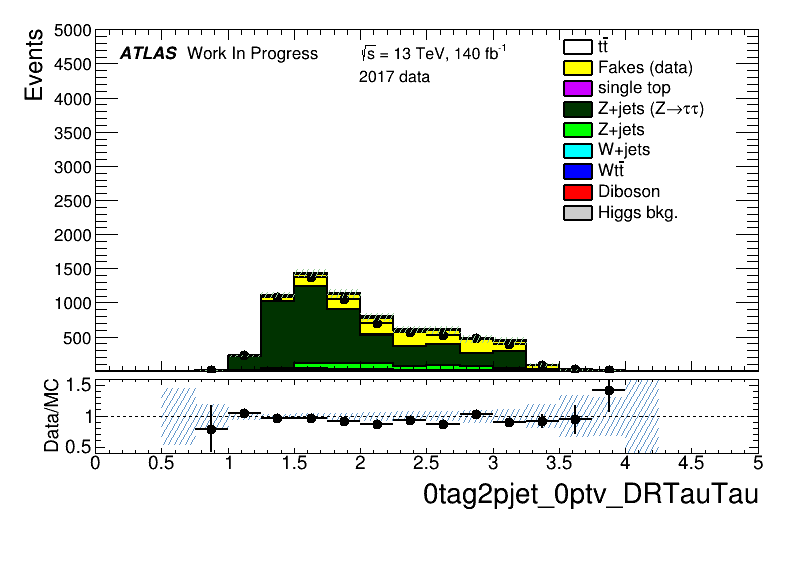 5000
4500
4000
3500
3000
2500
2000
1500
1000
500
Events
ATLAS Work In Progress
√s = 13 TeV, 140 fb⁻¹
2017 data
tt̄
Fakes (data)
single top
Z+jets (Z→ττ)
Z+jets
W+jets
Wtt̄
Diboson
Higgs bkg.
Data/MC
1.5
1
0.5
0 0.5 1 1.5 2 2.5 3 3.5 4 4.5 5
0tag2pjet_0ptv_DRTauTau